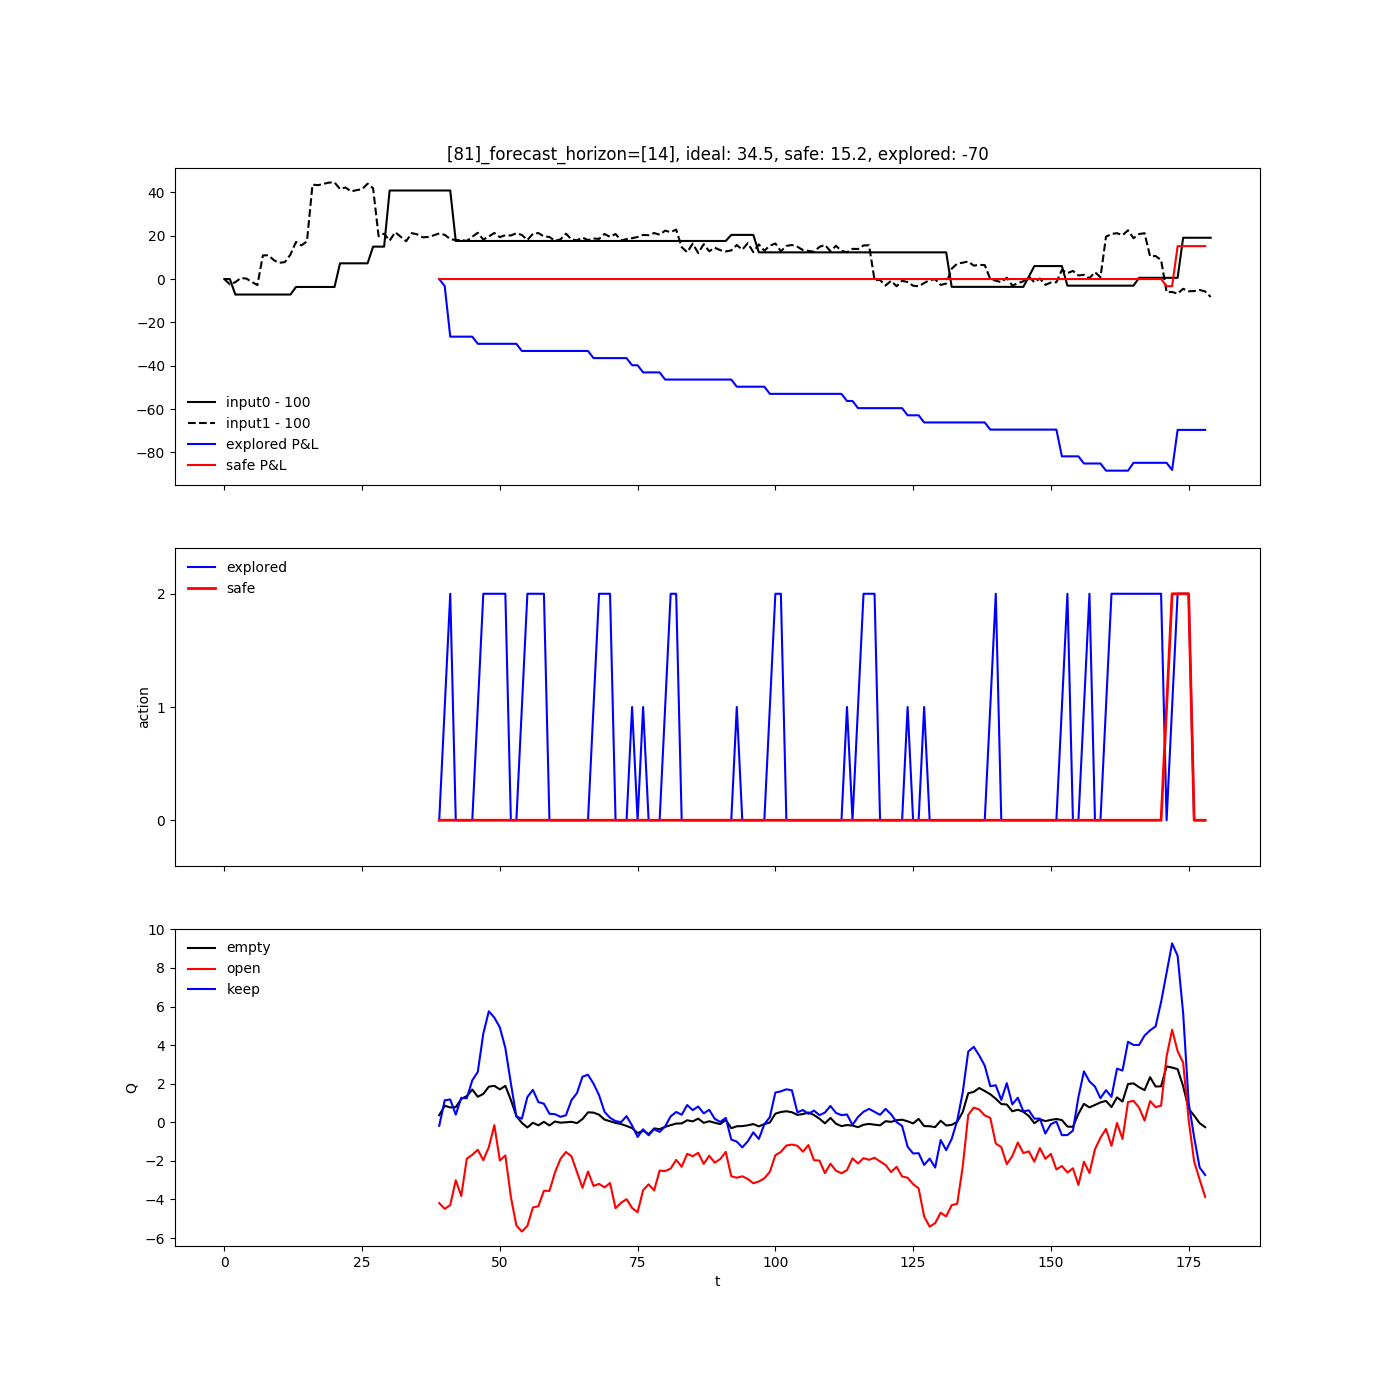 [81]_forecast_horizon=[14], ideal: 34.5, safe: 15.2, explored: -70
40
20
0
−20
−40
−60
−80
input0 - 100
input1 - 100
explored P&L
safe P&L
explored
safe
2
1
0
action
empty
open
keep
10
8
6
4
2
0
−2
−4
−6
Q
0 25 50 75 100 125 150 175
t